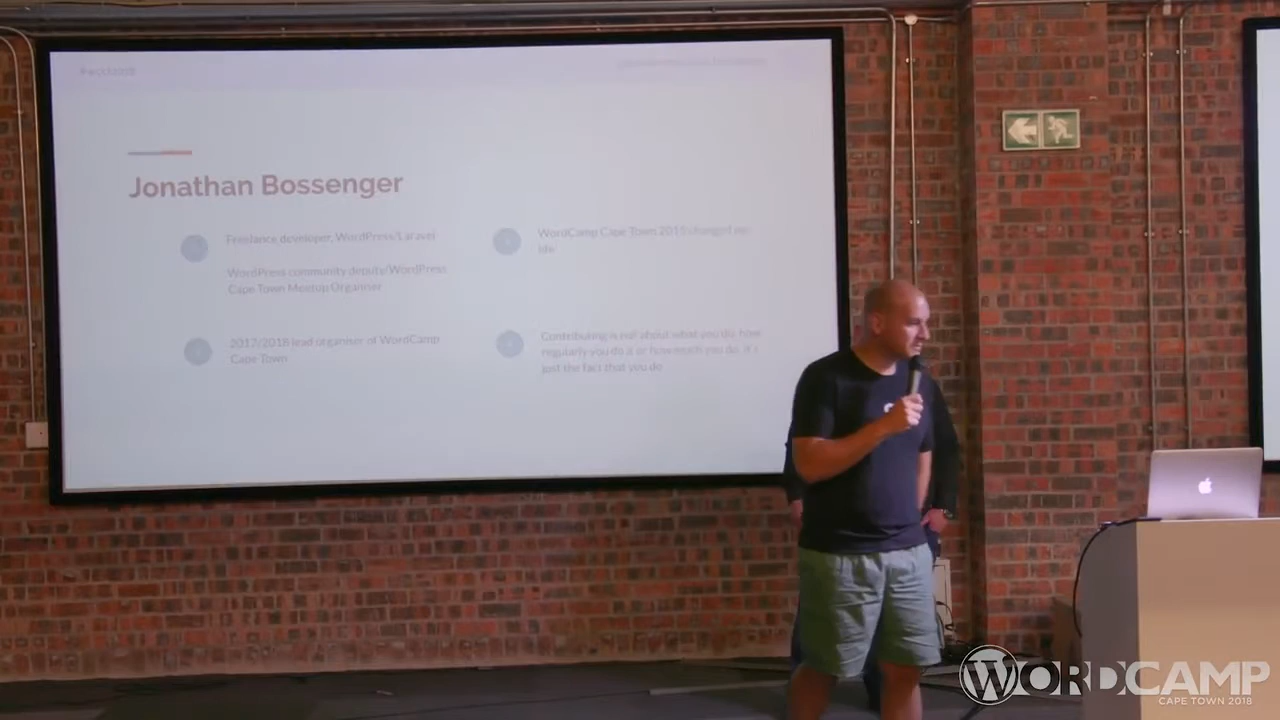 Jonathan Bossenger
Freelance developer, WordPress/Laravel
WordPress community deputy/WordPress
Cape Town Meetup Organiser
2017/2018 lead organiser of WordCamp
Cape Town
WordCamp Cape Town 2015 changed my
life
Contributing is not about what you do, how
regularly you do it or how much you do, it's
just the fact that you do
WORDCAMP
CAPE TOWN 2018